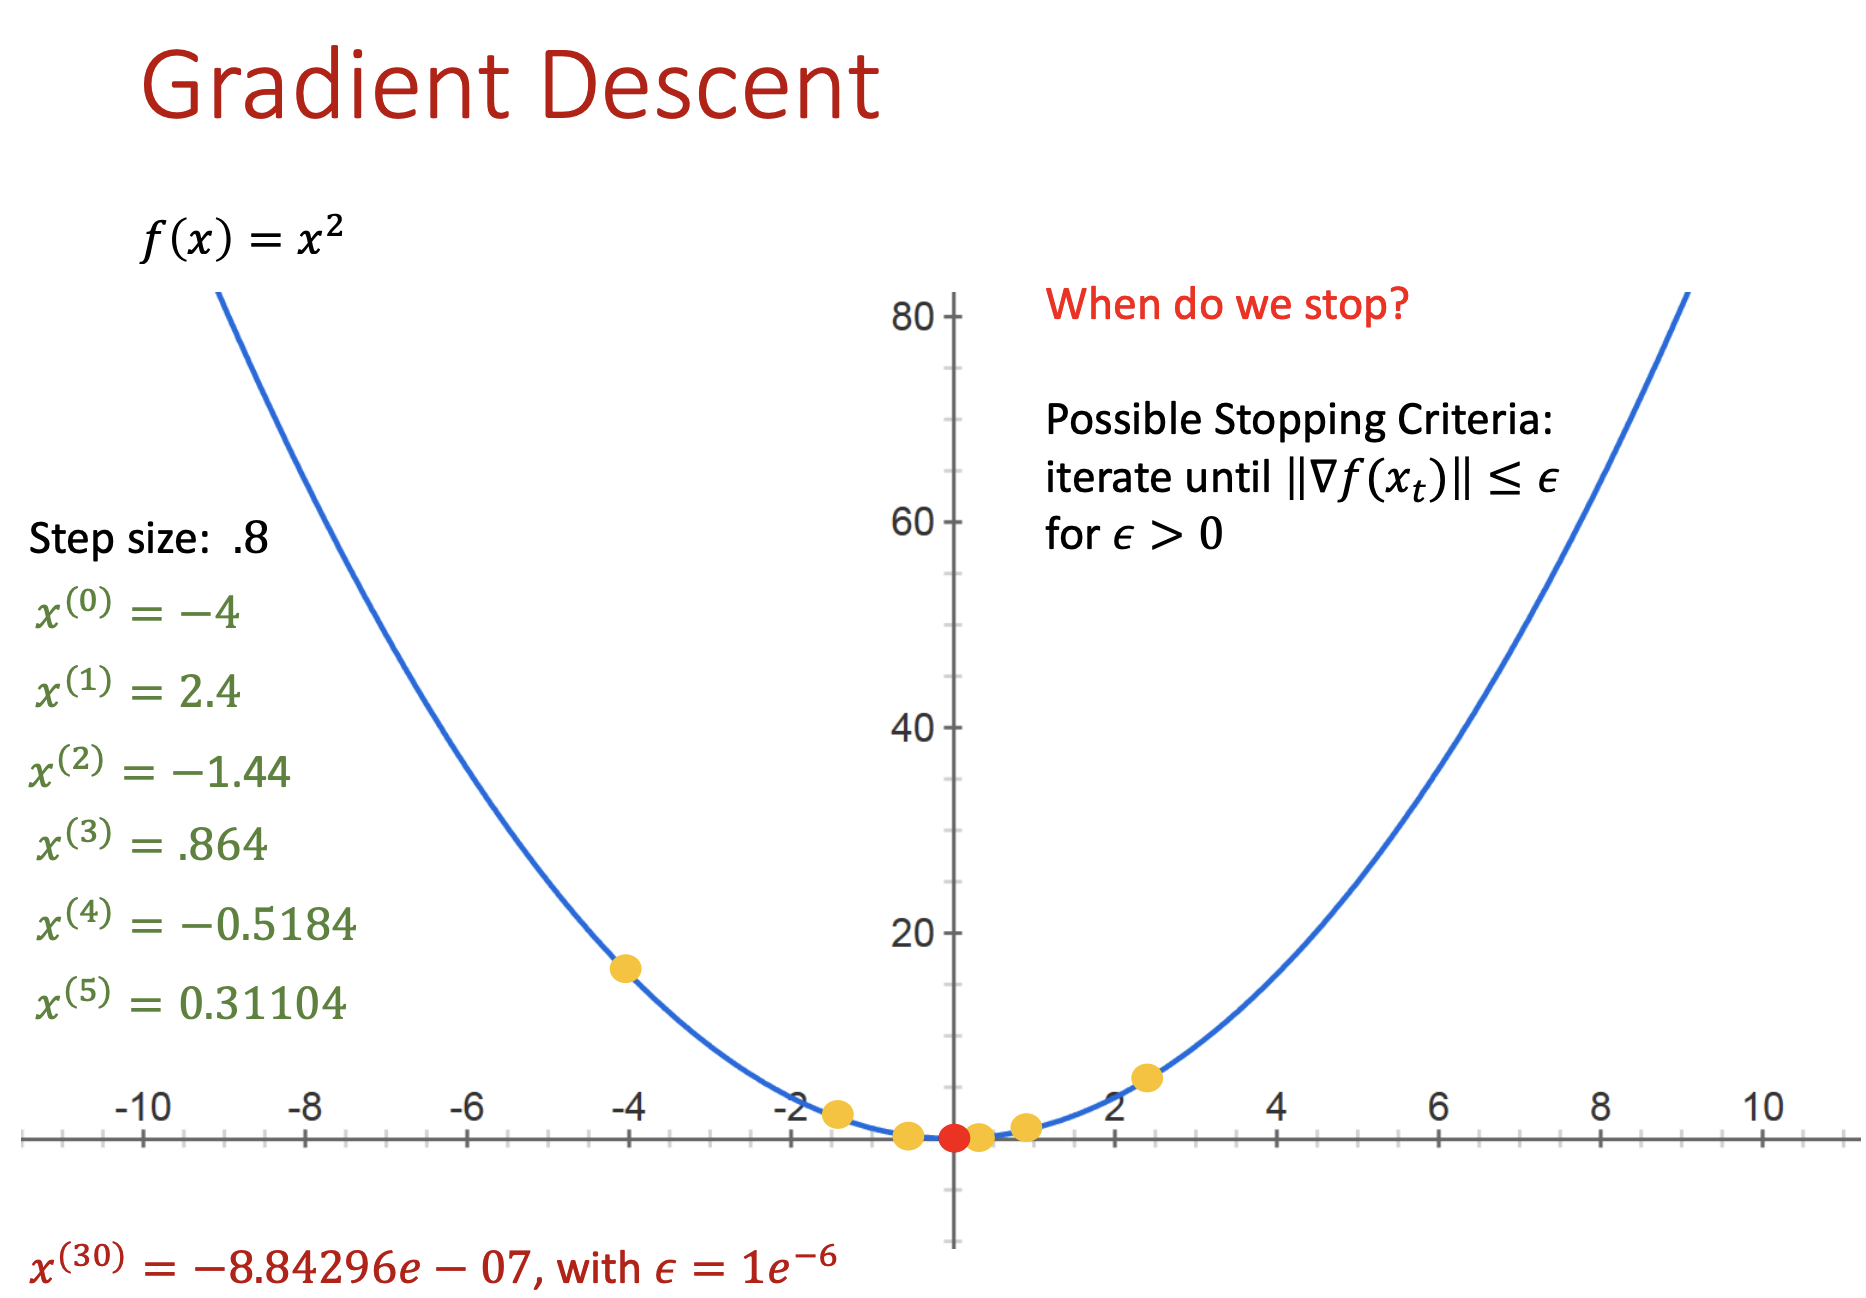 Gradient Descent
f(x) = x²
When do we stop?
Possible Stopping Criteria:
iterate until ‖∇f(xₜ)‖ ≤ ϵ
for ϵ > 0
Step size: .8
x⁽⁰⁾ = −4
x⁽¹⁾ = 2.4
x⁽²⁾ = −1.44
x⁽³⁾ = .864
x⁽⁴⁾ = −0.5184
x⁽⁵⁾ = 0.31104
80
60
40
20
-10 -8 -6 -4 -2 2 4 6 8 10
x⁽³⁰⁾ = −8.84296e − 07, with ϵ = 1e⁻⁶